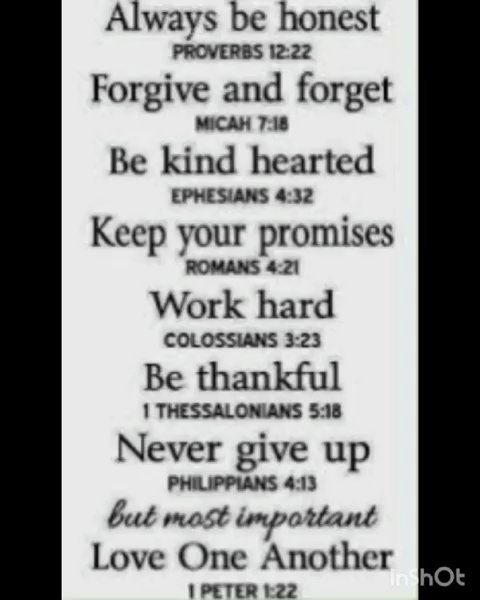 Always be honest
PROVERBS 12:22
Forgive and forget
MICAH 7:18
Be kind hearted
EPHESIANS 4:32
Keep your promises
ROMANS 4:21
Work hard
COLOSSIANS 3:23
Be thankful
1 THESSALONIANS 5:18
Never give up
PHILIPPIANS 4:13
but most important
Love One Another
1 PETER 1:22
InShOt